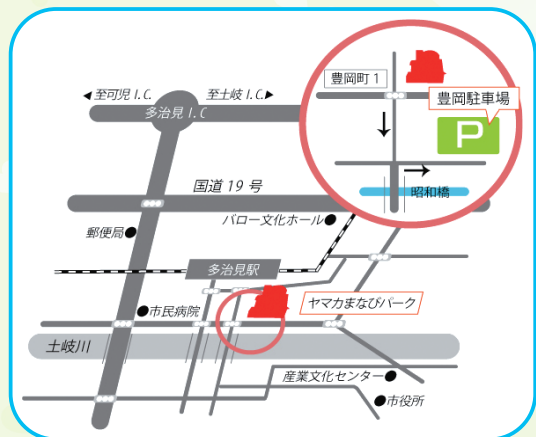 ◀至可児 I.C.
至土岐 I.C.▶
多治見 I.C
豊岡町 1
豊岡駐車場
P
昭和橋
国道 19 号
バロー文化ホール
郵便局
多治見駅
ヤマカまなびパーク
市民病院
土岐川
産業文化センター
市役所